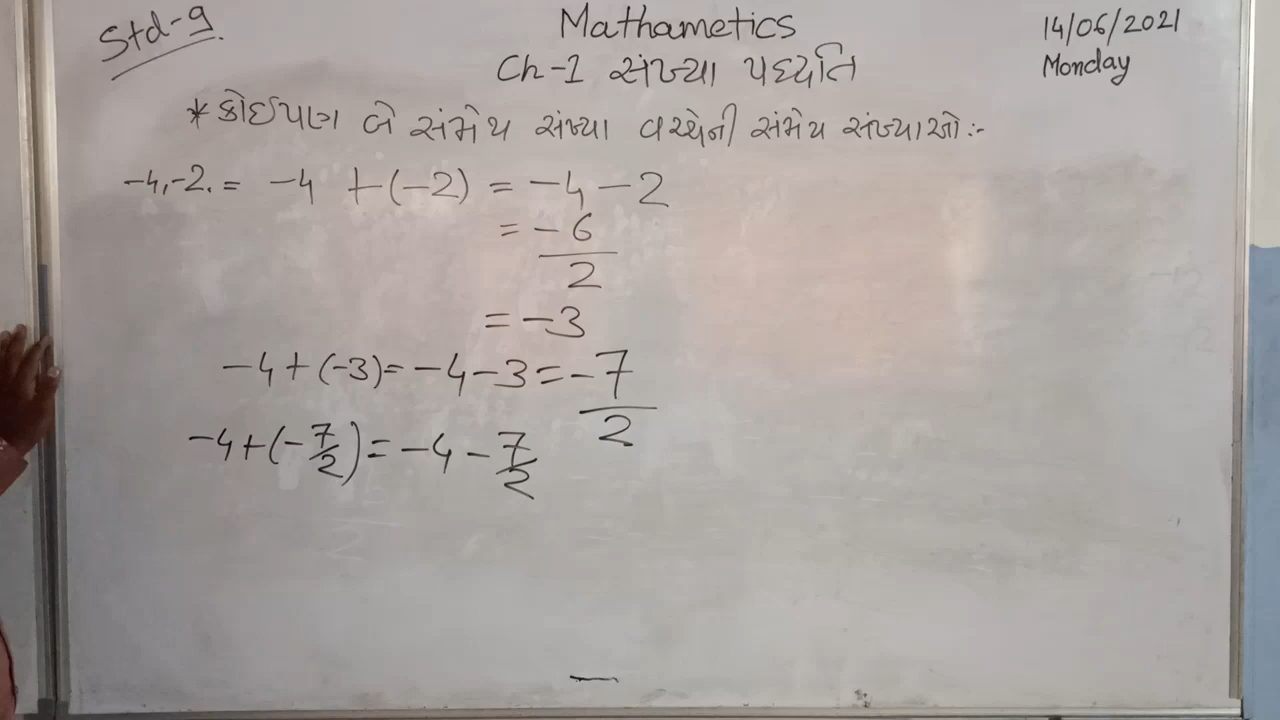 Std-9.
Mathametics
14/06/2021
Ch-1 સંખ્યા પદ્ધતિ
Monday
* કોઈપણ બે સંમેય સંખ્યા વચ્ચેની સંમેય સંખ્યાઓ :-
-4,-2. = -4 +(-2) = -4 - 2
= -6/2
= -3
-4+(-3)= -4-3 = -7/2
-4+(-7/2)= -4 - 7/2